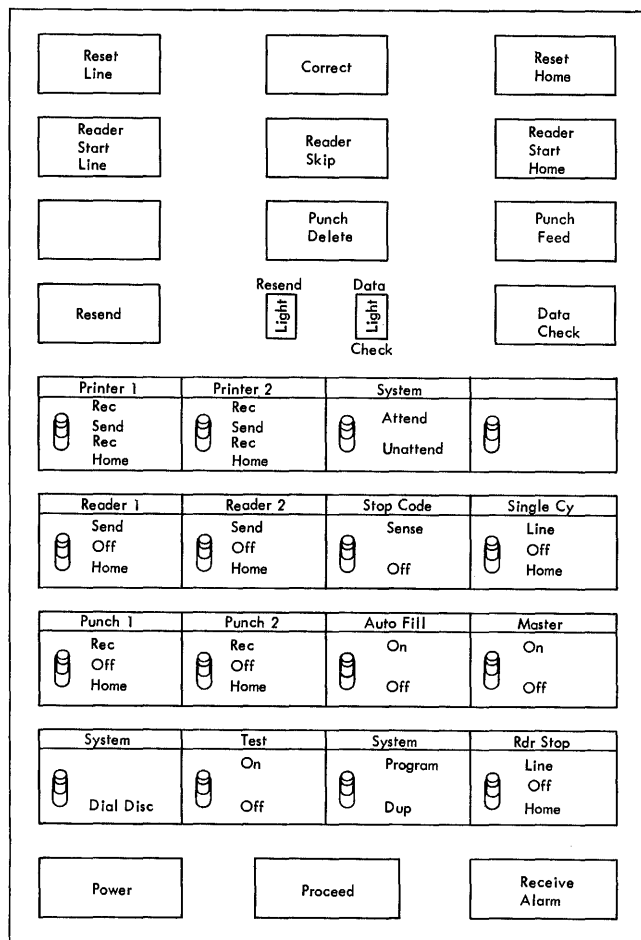 Reset
Line
Correct
Reset
Home
Reader
Start
Line
Reader
Skip
Reader
Start
Home
Punch
Delete
Punch
Feed
Resend
Resend
Light
Data
Light
Check
Data
Check
Printer 1
Rec
Send
Rec
Home
Printer 2
Rec
Send
Rec
Home
System
Attend
Unattend
Reader 1
Send
Off
Home
Reader 2
Send
Off
Home
Stop Code
Sense
Off
Single Cy
Line
Off
Home
Punch 1
Rec
Off
Home
Punch 2
Rec
Off
Home
Auto Fill
On
Off
Master
On
Off
System
Dial Disc
Test
On
Off
System
Program
Dup
Rdr Stop
Line
Off
Home
Power
Proceed
Receive
Alarm